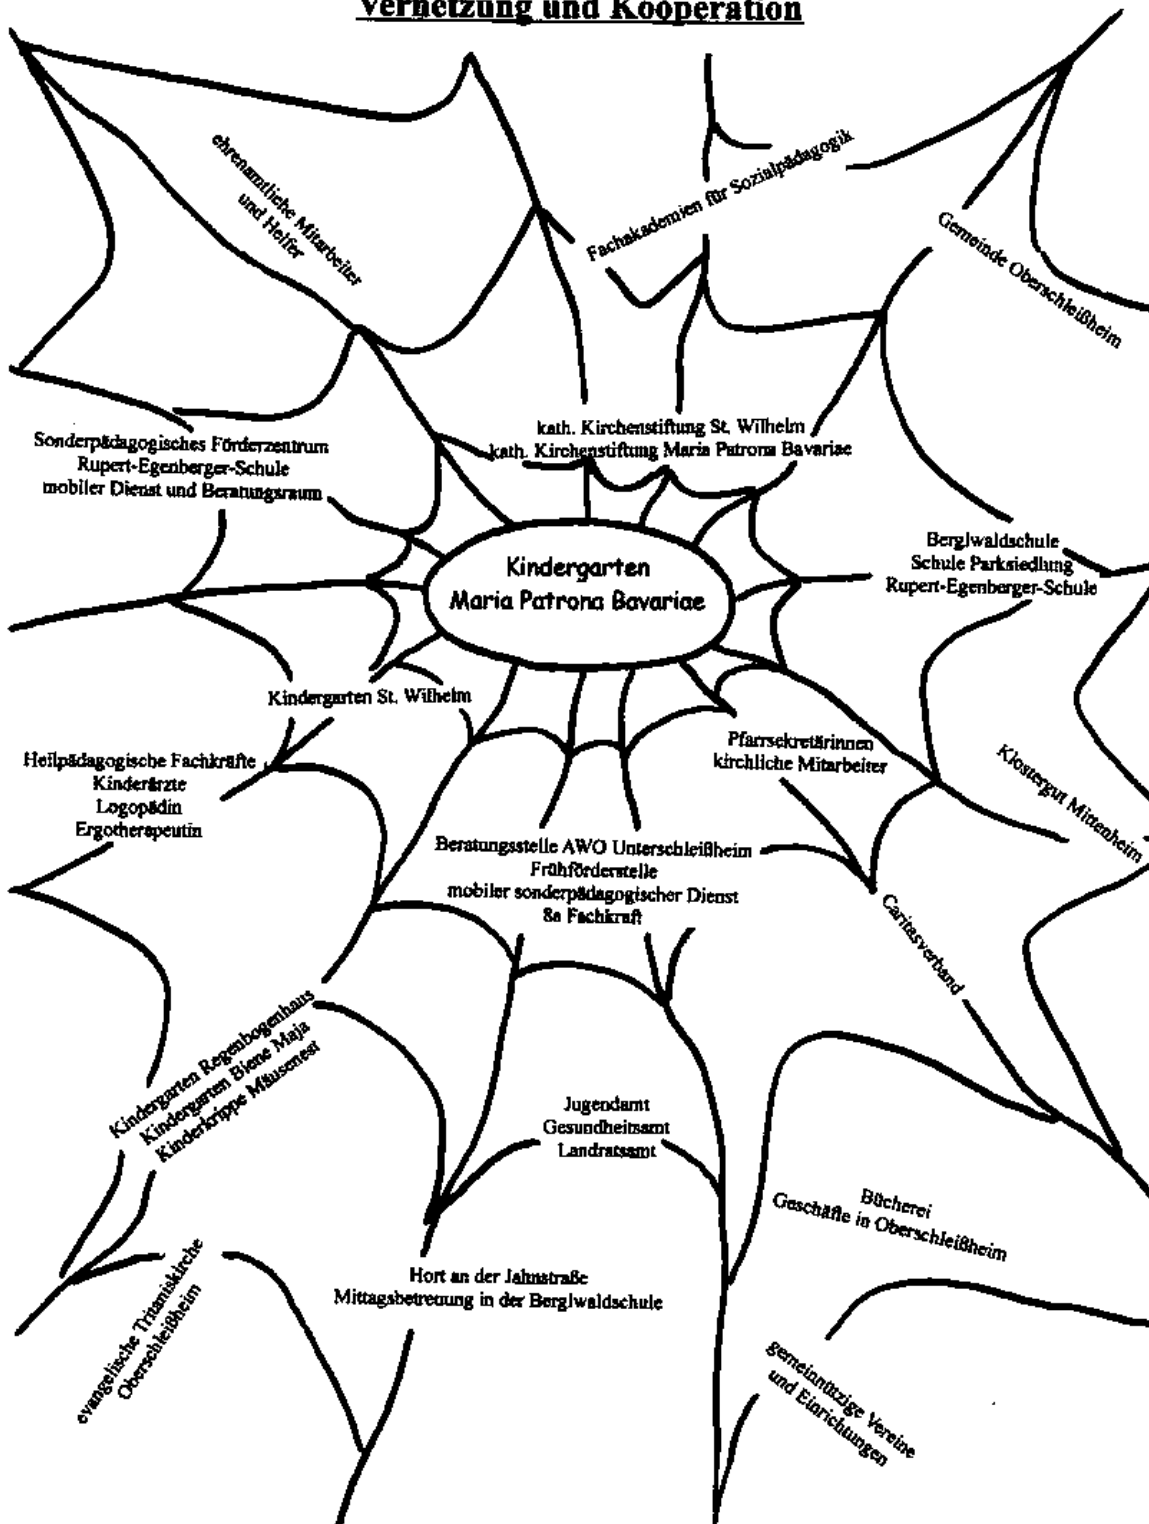 Vernetzung und Kooperation
ehrenamtliche Mitarbeiter
und Helfer
Fachakademien für Sozialpädagogik
Gemeinde Oberschleißheim
kath. Kirchenstiftung St. Wilhelm
kath. Kirchenstiftung Maria Patrona Bavariae
Sonderpädagogisches Förderzentrum
Rupert-Egenberger-Schule
mobiler Dienst und Beratungsraum
Kindergarten
Maria Patrona Bavariae
Berglwaldschule
Schule Parksiedlung
Rupert-Egenberger-Schule
Kindergarten St. Wilhelm
Pfarrsekretärinnen
kirchliche Mitarbeiter
Klostergut Mittenheim
Heilpädagogische Fachkräfte
Kinderärzte
Logopädin
Ergotherapeutin
Beratungsstelle AWO Unterschleißheim
Frühförderstelle
mobiler sonderpädagogischer Dienst
8a Fachkraft
Caritasverband
Kindergarten Regenbogenhaus
Kindergarten Biene Maja
Kinderkrippe Mäusenest
Jugendamt
Gesundheitsamt
Landratsamt
Bücherei
Geschäfte in Oberschleißheim
evangelische Tritaniskirche
Oberschleißheim
Hort an der Jahnstraße
Mittagsbetreuung in der Berglwaldschule
gemeinnützige Vereine
und Einrichtungen